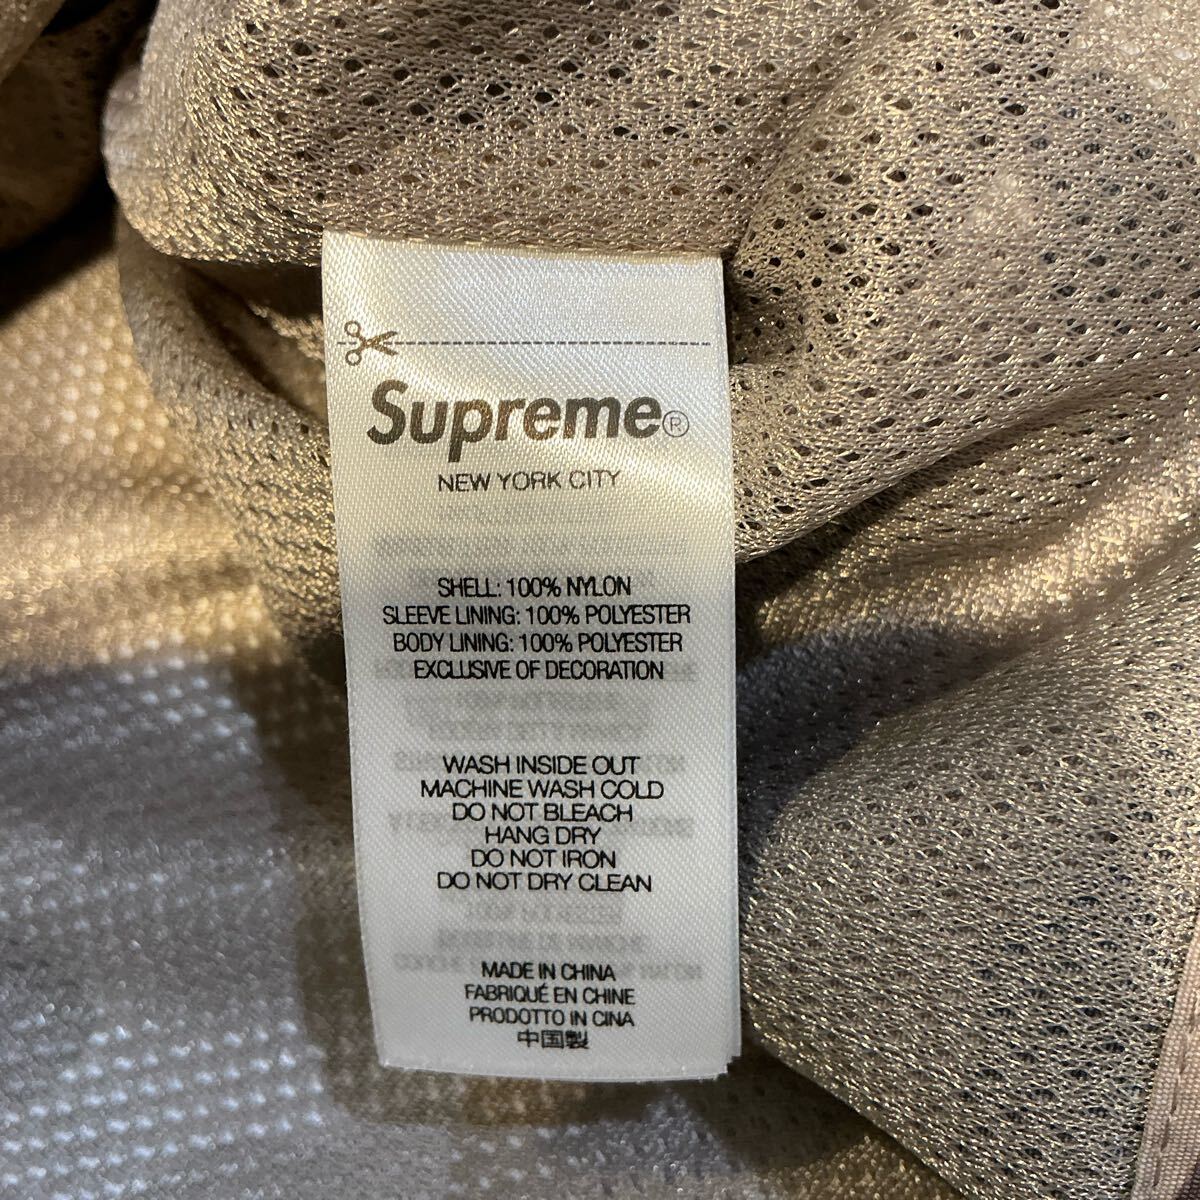 Supreme®
NEW YORK CITY
SHELL: 100% NYLON
SLEEVE LINING: 100% POLYESTER
BODY LINING: 100% POLYESTER
EXCLUSIVE OF DECORATION
WASH INSIDE OUT
MACHINE WASH COLD
DO NOT BLEACH
HANG DRY
DO NOT IRON
DO NOT DRY CLEAN
MADE IN CHINA
FABRIQUÉ EN CHINE
PRODOTTO IN CINA
中国製